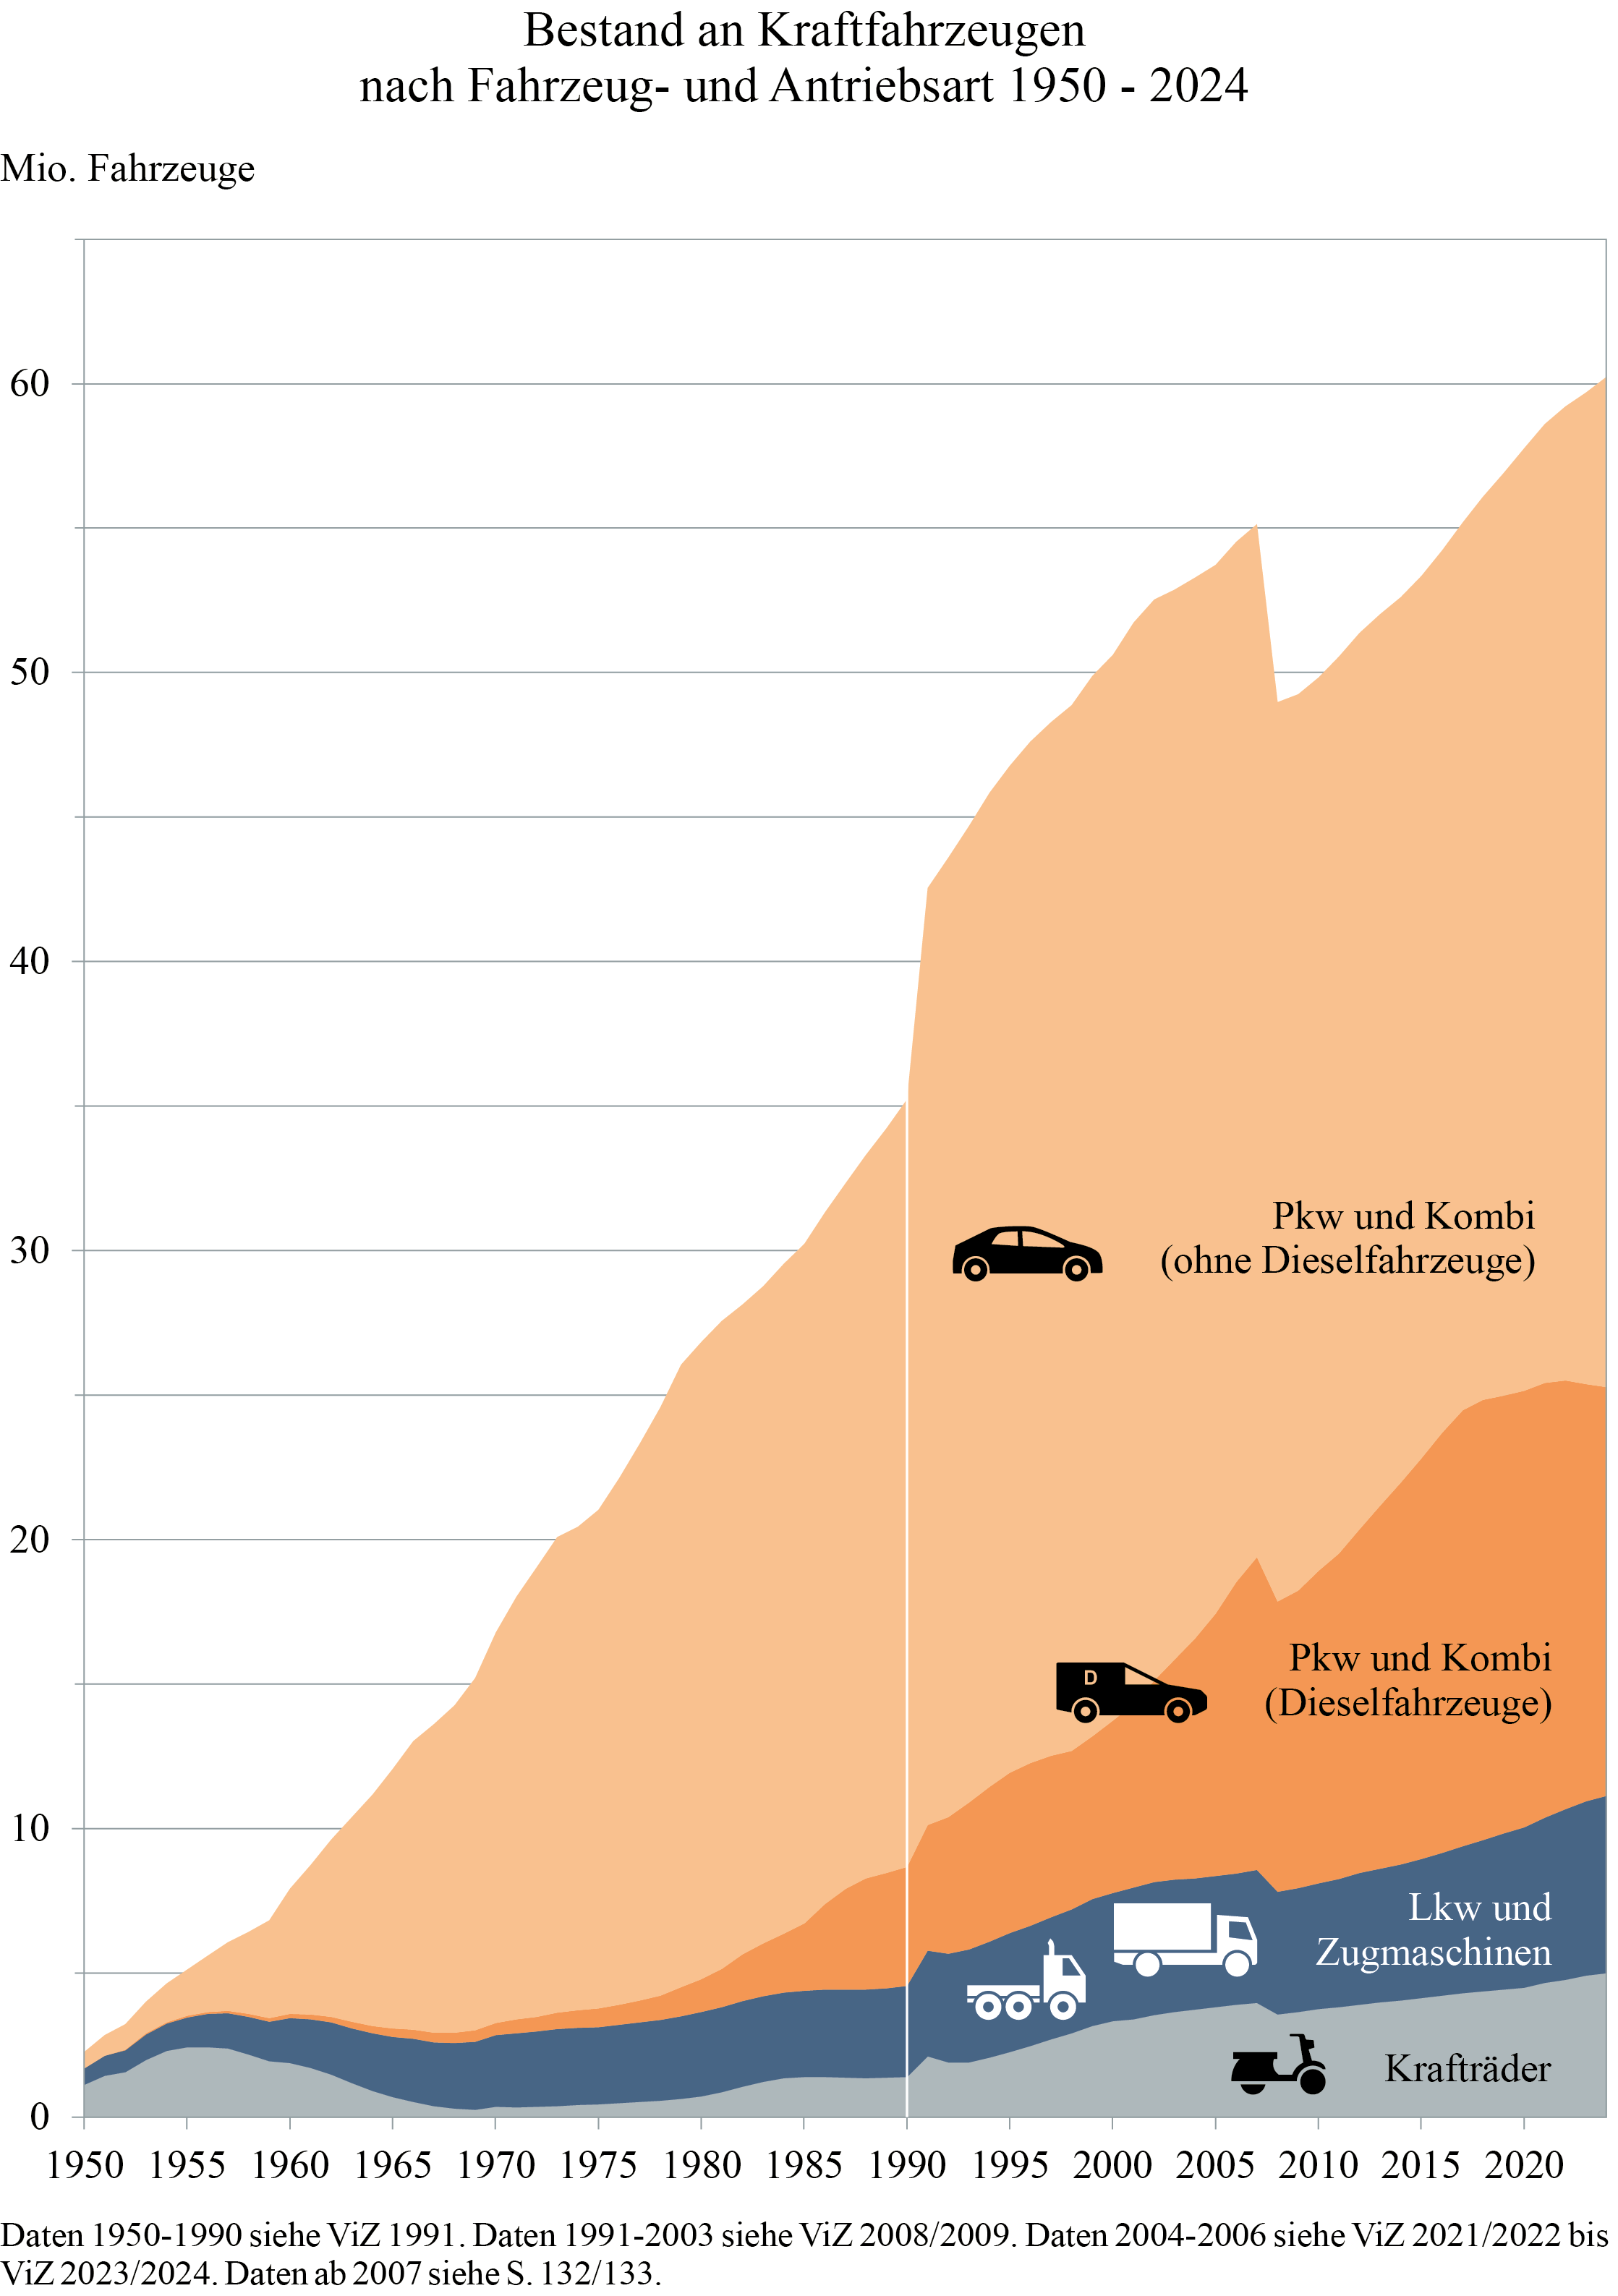 Bestand an Kraftfahrzeugen
nach Fahrzeug- und Antriebsart 1950 - 2024
Mio. Fahrzeuge
60
50
40
30
20
10
0
Pkw und Kombi
(ohne Dieselfahrzeuge)
D
Pkw und Kombi
(Dieselfahrzeuge)
Lkw und
Zugmaschinen
Krafträder
1950 1955 1960 1965 1970 1975 1980 1985 1990 1995 2000 2005 2010 2015 2020
Daten 1950-1990 siehe ViZ 1991. Daten 1991-2003 siehe ViZ 2008/2009. Daten 2004-2006 siehe ViZ 2021/2022 bis
ViZ 2023/2024. Daten ab 2007 siehe S. 132/133.